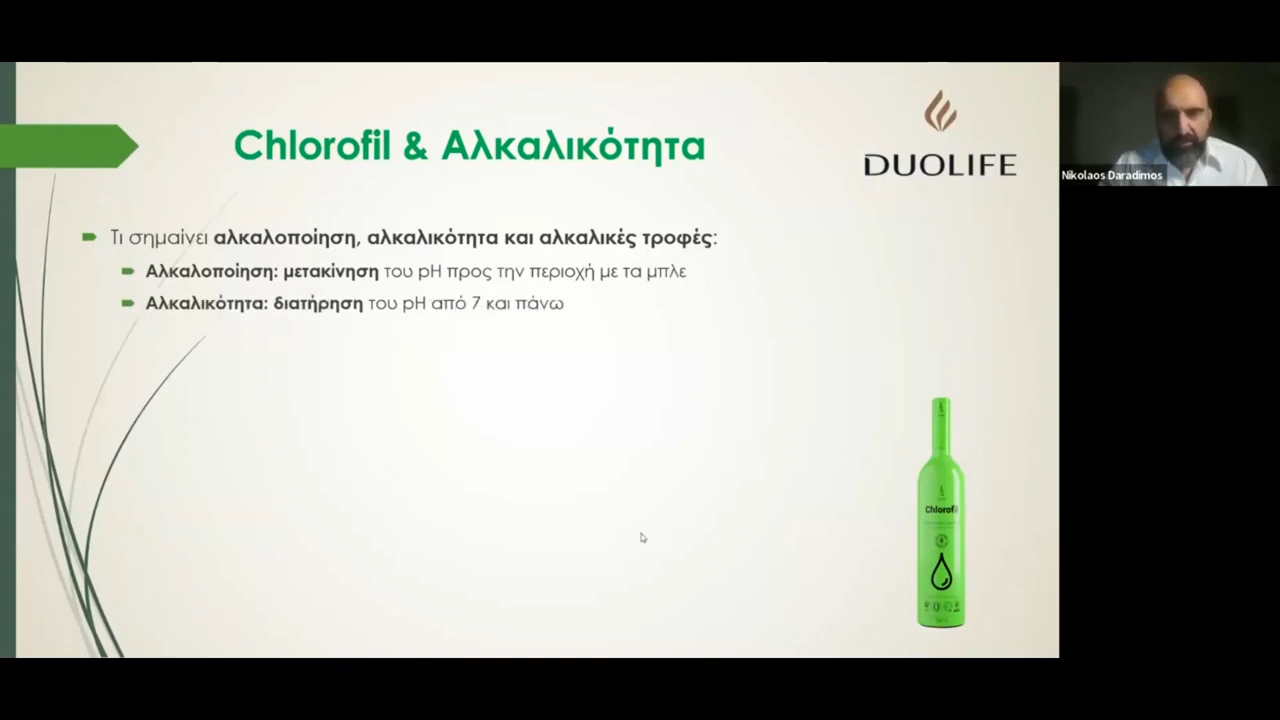 Chlorofil & Αλκαλικότητα
DUOLIFE
Nikolaos Daradimos
Τι σημαίνει αλκαλοποίηση, αλκαλικότητα και αλκαλικές τροφές:
Αλκαλοποίηση: μετακίνηση του pH προς την περιοχή με τα μπλε
Αλκαλικότητα: διατήρηση του pH από 7 και πάνω
Chlorofil